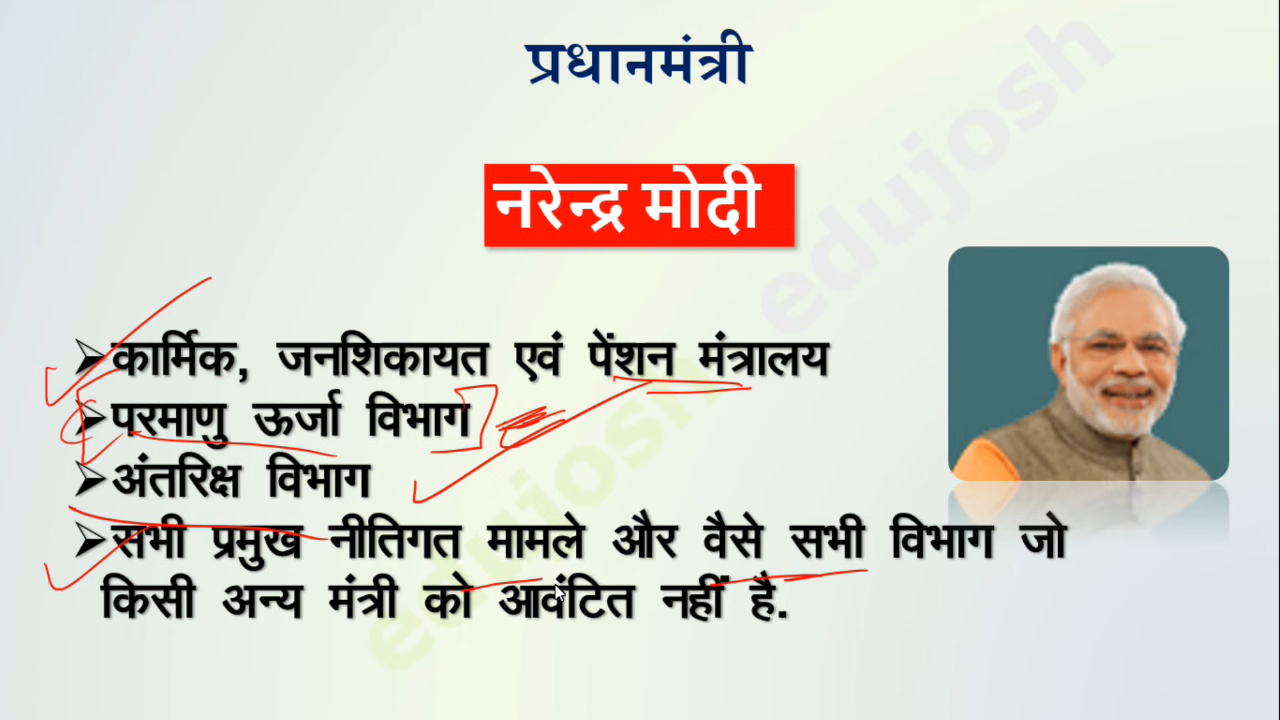 प्रधानमंत्री
नरेन्द्र मोदी
➢कार्मिक, जनशिकायत एवं पेंशन मंत्रालय
➢परमाणु ऊर्जा विभाग
➢अंतरिक्ष विभाग
➢सभी प्रमुख नीतिगत मामले और वैसे सभी विभाग जो
किसी अन्य मंत्री को आवंटित नहीं है.
edujosh
edujosh